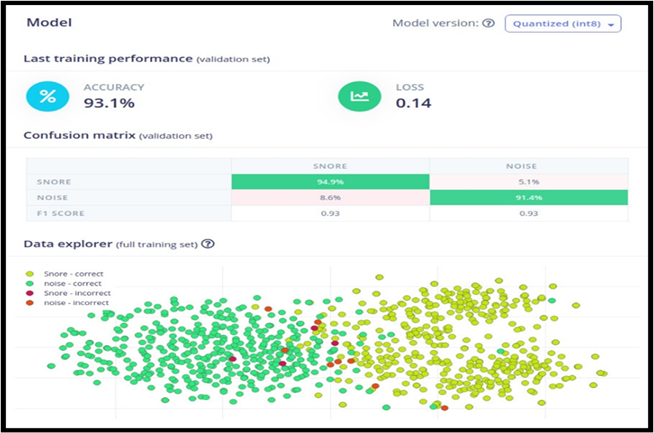 Model
Model version: Quantized (int8)
Last training performance (validation set)
% ACCURACY
93.1%
LOSS
0.14
Confusion matrix (validation set)
SNORE NOISE
SNORE 94.9% 5.1%
NOISE 8.6% 91.4%
F1 SCORE 0.93 0.93
Data explorer (full training set)
Snore - correct
noise - correct
Snore - incorrect
noise - incorrect